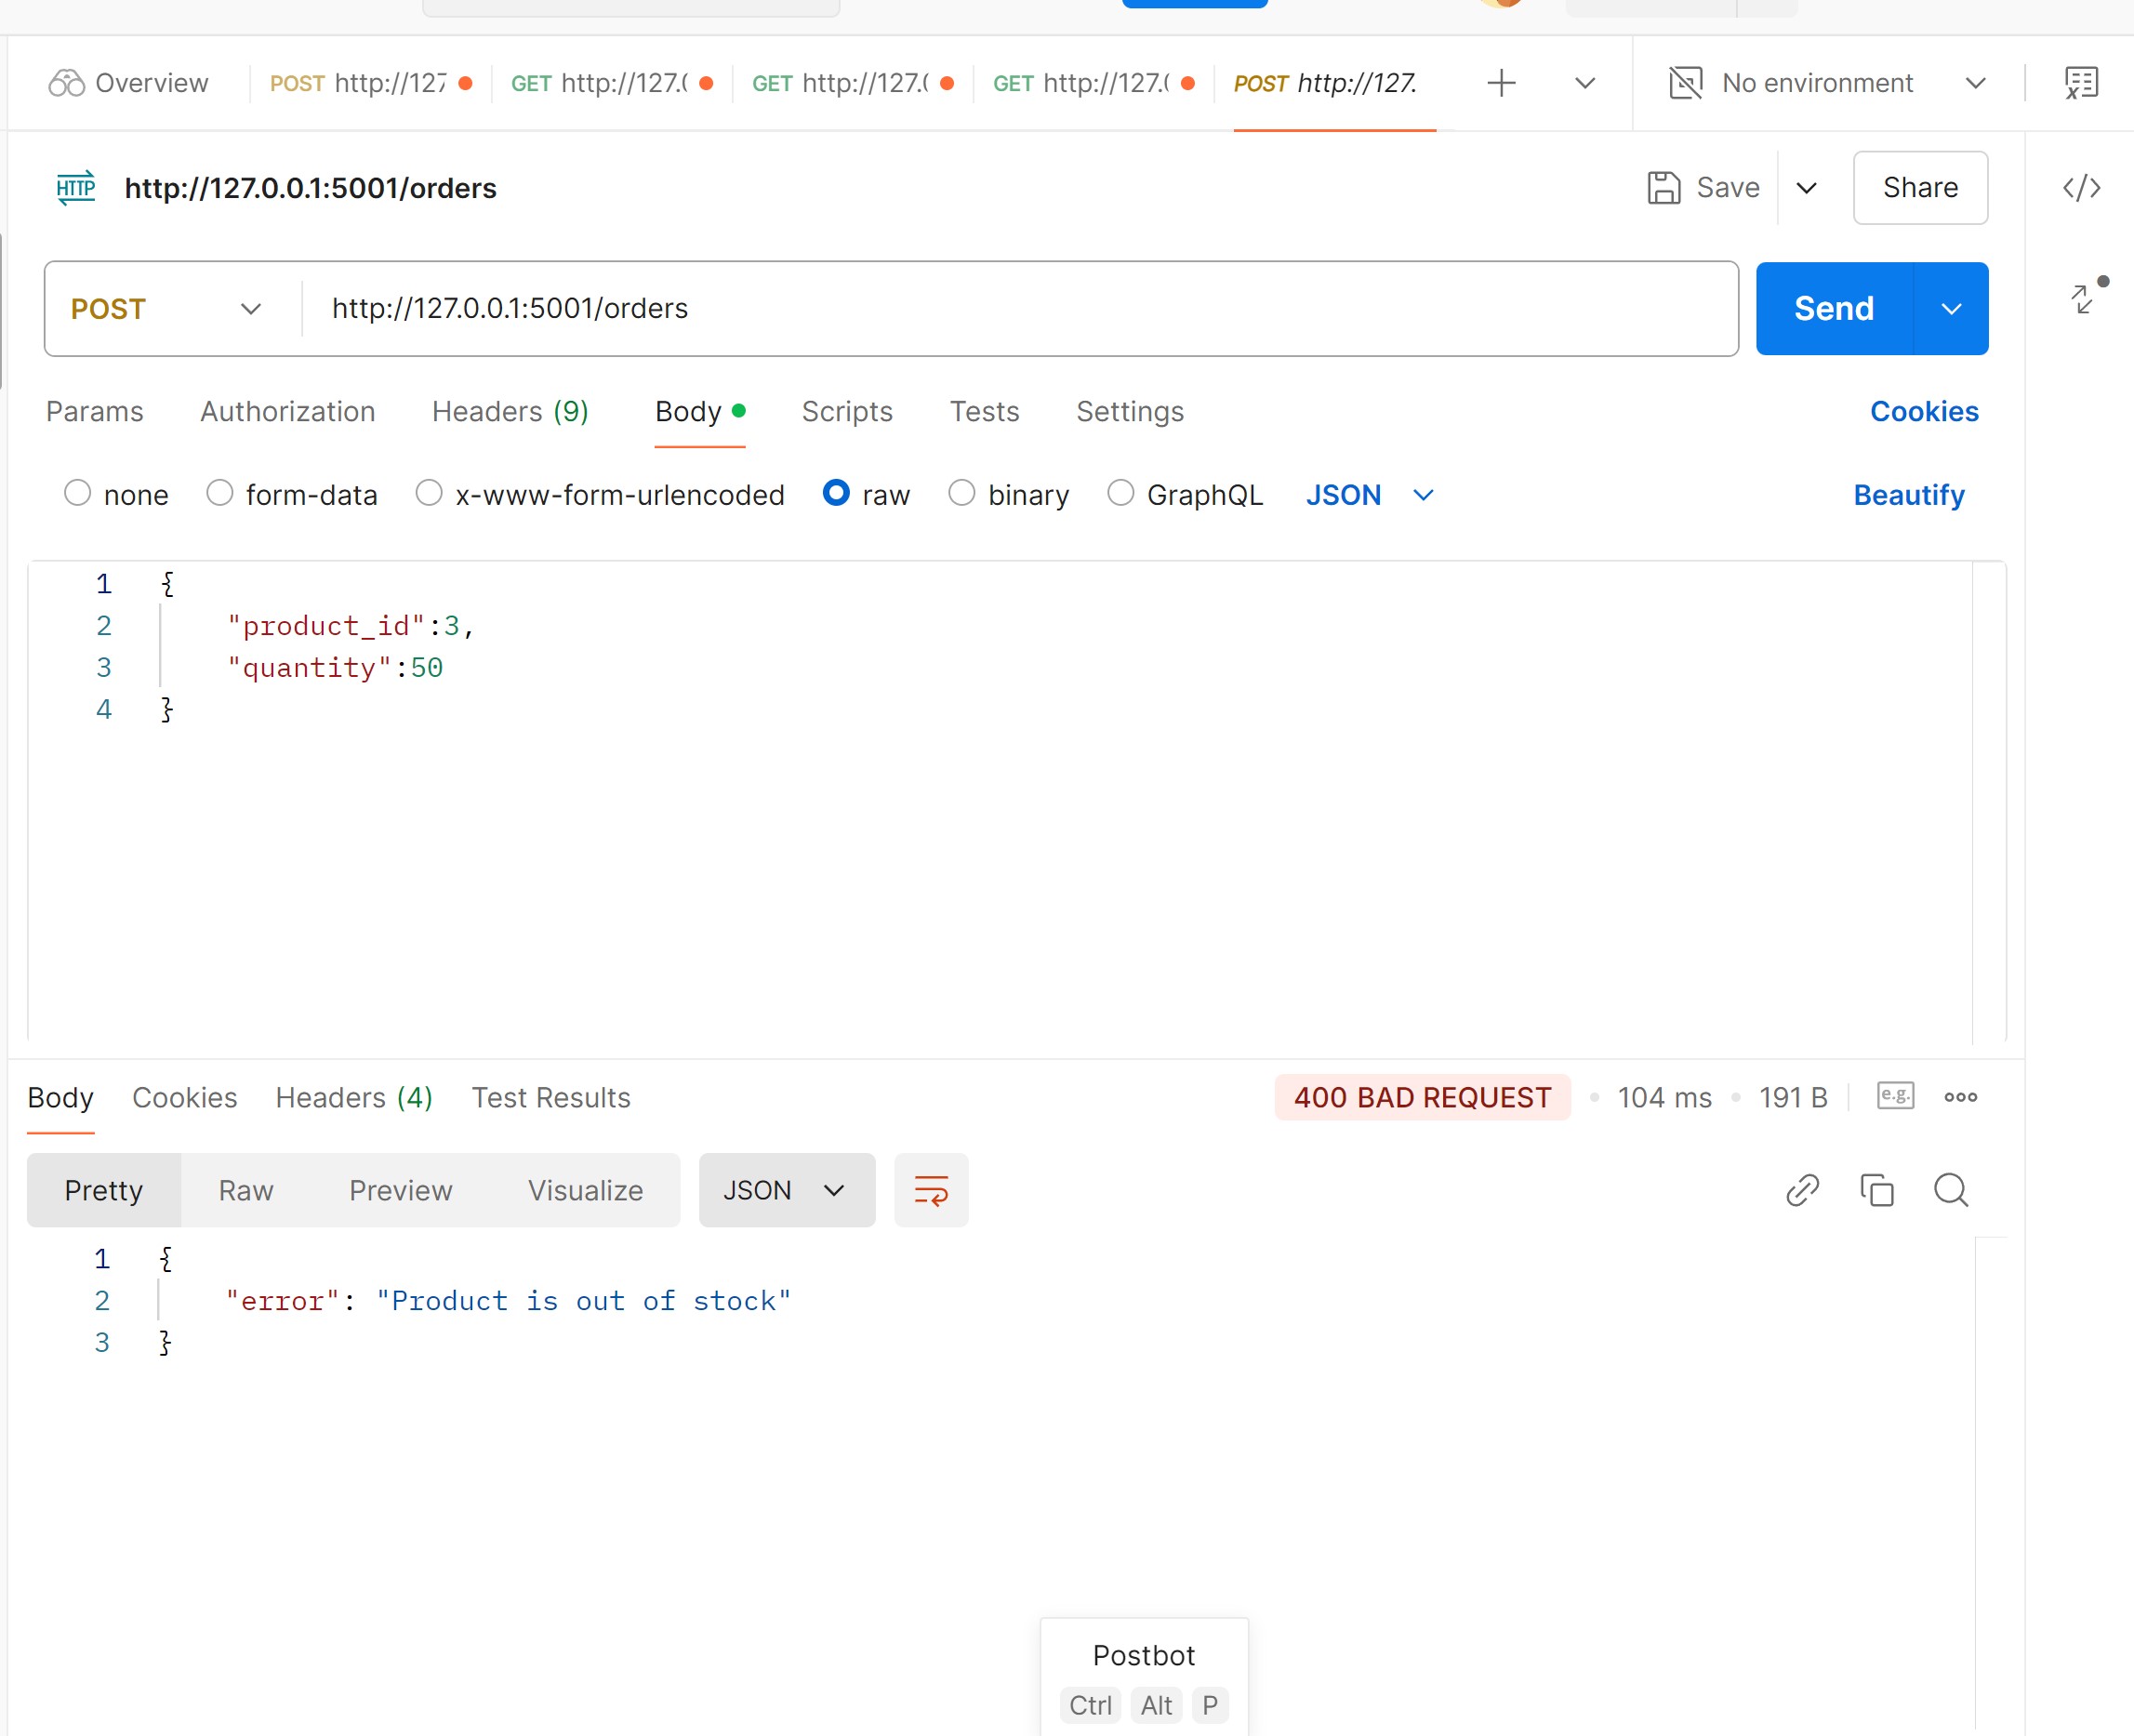 Overview POST http://127 GET http://127.( GET http://127.( GET http://127.( POST http://127. No environment
HTTP http://127.0.0.1:5001/orders Save Share
POST http://127.0.0.1:5001/orders Send
Params Authorization Headers (9) Body Scripts Tests Settings Cookies
none form-data x-www-form-urlencoded raw binary GraphQL JSON Beautify
1 {
2 "product_id":3,
3 "quantity":50
4 }
Body Cookies Headers (4) Test Results 400 BAD REQUEST 104 ms 191 B e.g.
Pretty Raw Preview Visualize JSON
1 {
2 "error": "Product is out of stock"
3 }
Postbot
Ctrl Alt P